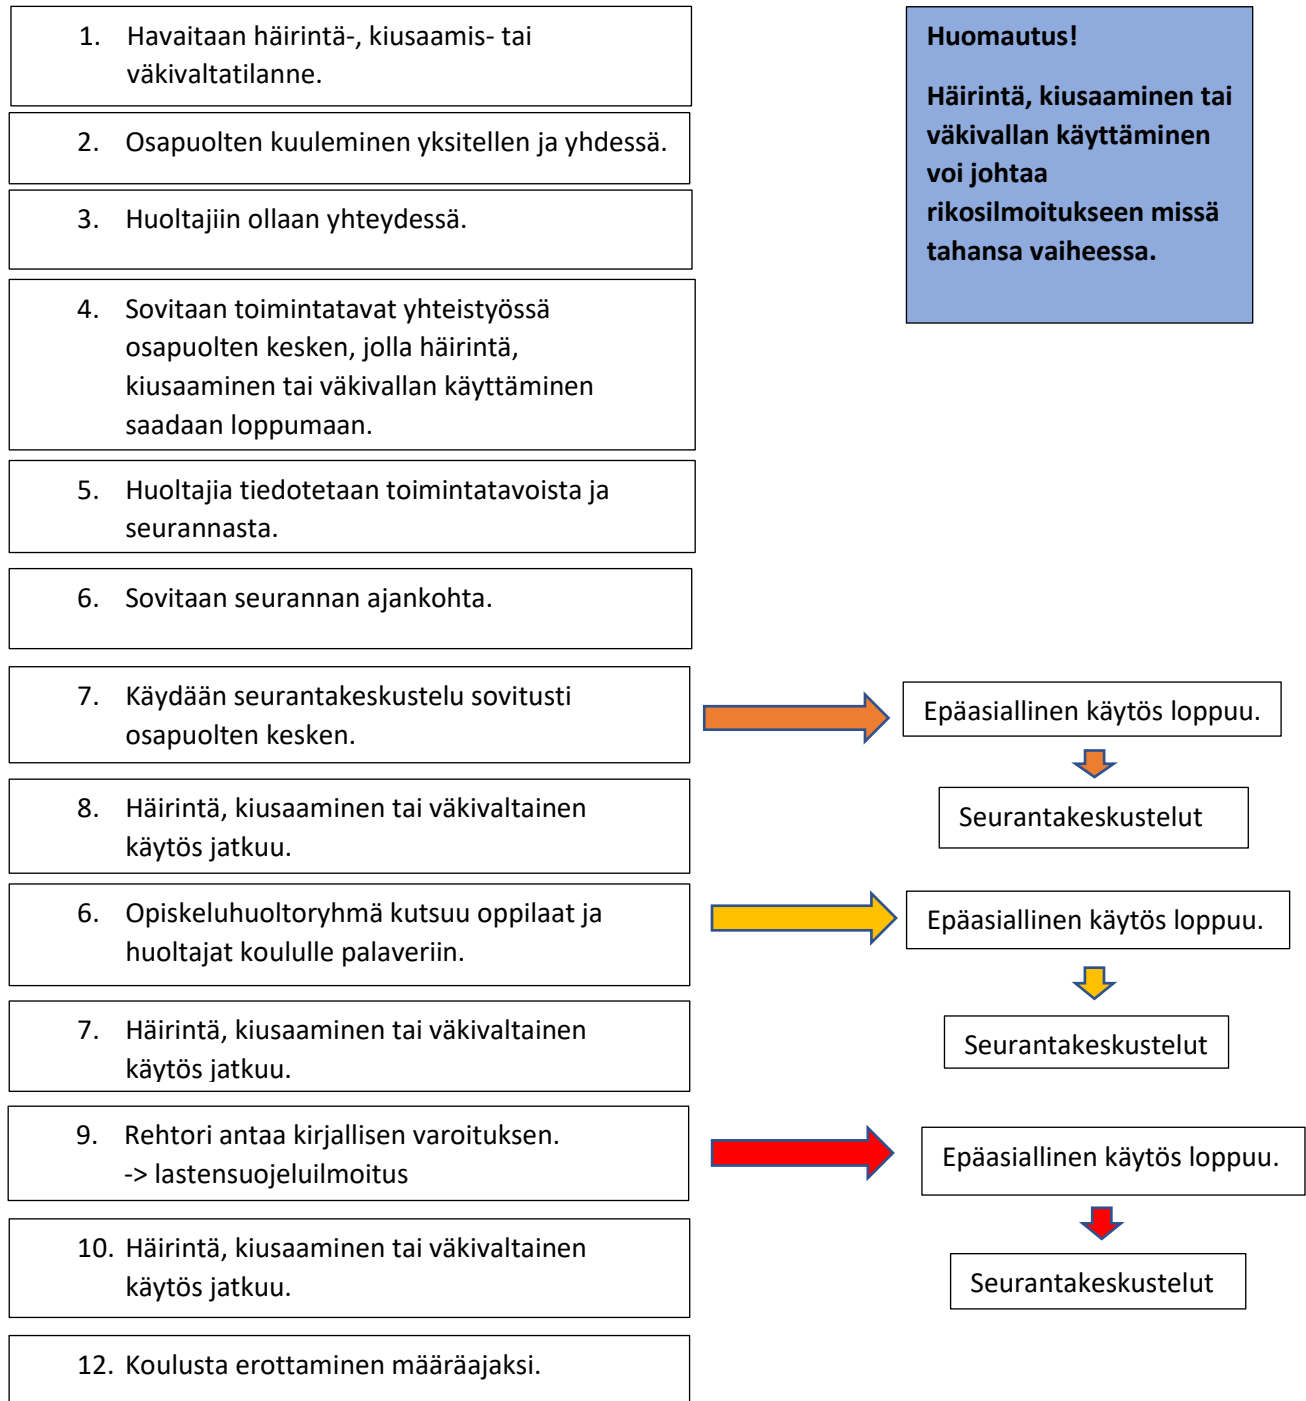 1. Havaitaan häirintä-, kiusaamis- tai
väkivaltatilanne.
2. Osapuolten kuuleminen yksitellen ja yhdessä.
3. Huoltajiin ollaan yhteydessä.
4. Sovitaan toimintatavat yhteistyössä
osapuolten kesken, jolla häirintä,
kiusaaminen tai väkivallan käyttäminen
saadaan loppumaan.
5. Huoltajia tiedotetaan toimintatavoista ja
seurannasta.
6. Sovitaan seurannan ajankohta.
7. Käydään seurantakeskustelu sovitusti
osapuolten kesken.
8. Häirintä, kiusaaminen tai väkivaltainen
käytös jatkuu.
6. Opiskeluhuoltoryhmä kutsuu oppilaat ja
huoltajat koululle palaveriin.
7. Häirintä, kiusaaminen tai väkivaltainen
käytös jatkuu.
9. Rehtori antaa kirjallisen varoituksen.
-> lastensuojeluilmoitus
10. Häirintä, kiusaaminen tai väkivaltainen
käytös jatkuu.
12. Koulusta erottaminen määräajaksi.
Huomautus!
Häirintä, kiusaaminen tai
väkivallan käyttäminen
voi johtaa
rikosilmoitukseen missä
tahansa vaiheessa.
Epäasiallinen käytös loppuu.
Seurantakeskustelut
Epäasiallinen käytös loppuu.
Seurantakeskustelut
Epäasiallinen käytös loppuu.
Seurantakeskustelut